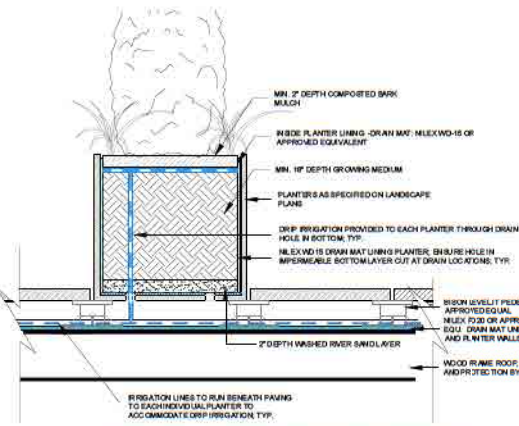 MIN. 2" DEPTH COMPOSTED BARK
MULCH
INSIDE PLANTER LINING - DRAIN MAT: NILEX WD-15 OR
APPROVED EQUIVALENT
MIN. 18" DEPTH GROWING MEDIUM
PLANTERS AS SPECIFIED ON LANDSCAPE
PLANS
DRIP IRRIGATION PROVIDED TO EACH PLANTER THROUGH DRAIN
HOLE IN BOTTOM; TYP.
NILEX WD15 DRAIN MAT LINING PLANTER; ENSURE HOLE IN
IMPERMEABLE BOTTOM LAYER CUT AT DRAIN LOCATIONS; TYP.
BISON LEVEL.IT PEDE
APPROVED EQUAL
NILEX
OR APPR
EQU. DRAIN MAT UN
AND PLANTER WALLS
2" DEPTH WASHED RIVER SAND LAYER
WOOD FRAME ROOF,
AND PROTECTION BY
IRRIGATION LINES TO RUN BENEATH PAVING
TO EACH INDIVIDUAL PLANTER TO
ACCOMMODATE DRIP IRRIGATION; TYP.